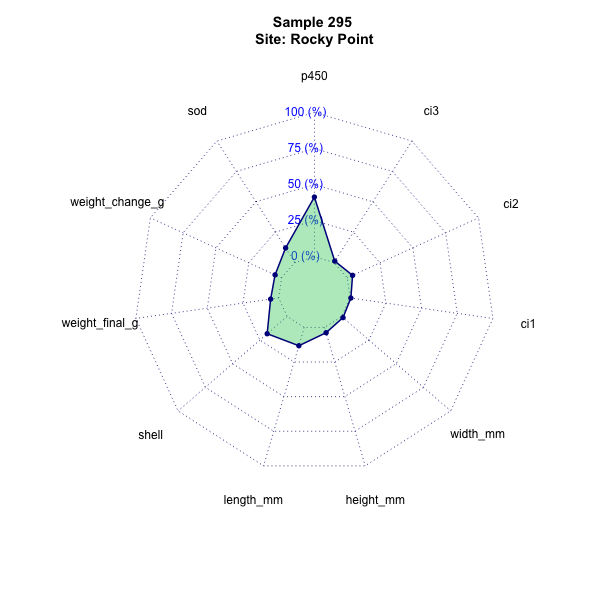 Sample 295
Site: Rocky Point
p450
sod
100 (%)
ci3
75 (%)
weight_change_g
50 (%)
ci2
25 (%)
0 (%)
weight_final_g
ci1
shell
width_mm
length_mm
height_mm